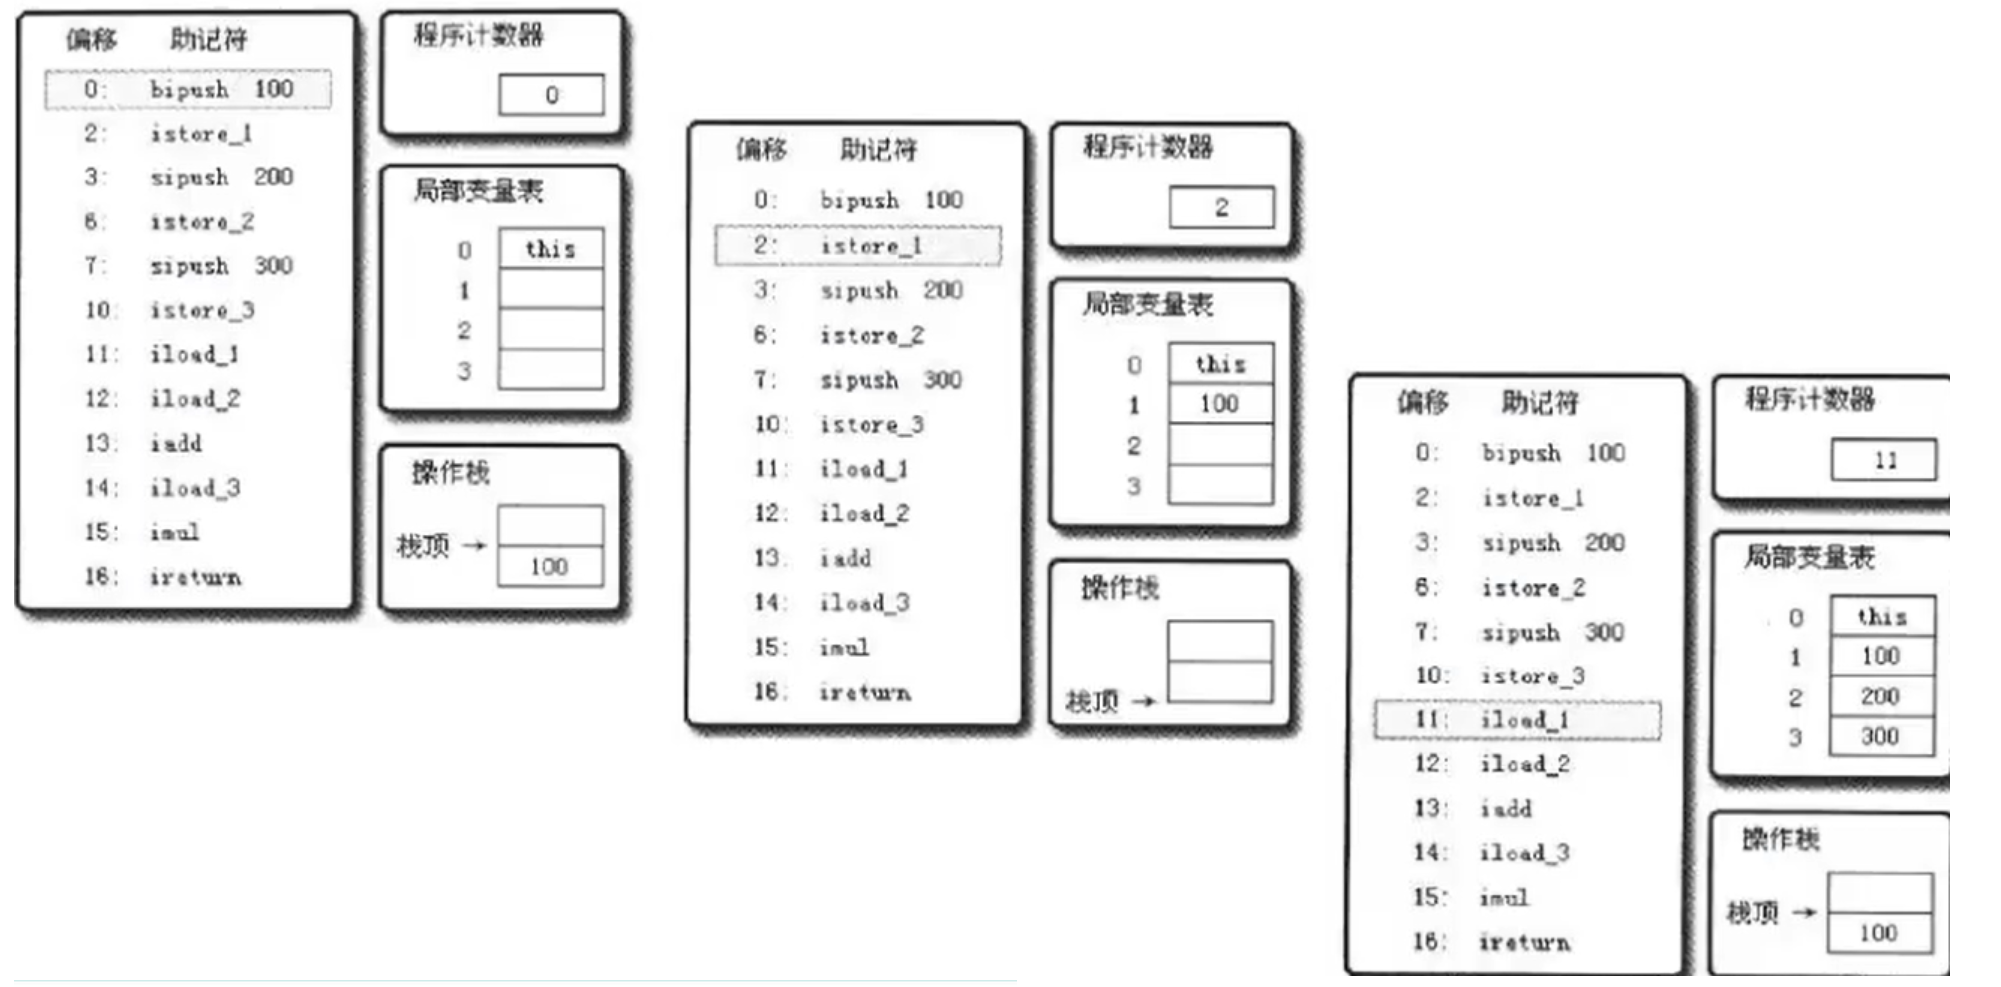 偏移 助记符
0: bipush 100
2: istore_1
3: sipush 200
6: istore_2
7: sipush 300
10: istore_3
11: iload_1
12: iload_2
13: iadd
14: iload_3
15: imul
16: ireturn
程序计数器
0
局部变量表
0 this
1
2
3
操作栈
栈顶 →
100
偏移 助记符
0: bipush 100
2: istore_1
3: sipush 200
6: istore_2
7: sipush 300
10: istore_3
11: iload_1
12: iload_2
13: iadd
14: iload_3
15: imul
16: ireturn
程序计数器
2
局部变量表
0 this
1 100
2
3
操作栈
栈顶 →
偏移 助记符
0: bipush 100
2: istore_1
3: sipush 200
6: istore_2
7: sipush 300
10: istore_3
11: iload_1
12: iload_2
13: iadd
14: iload_3
15: imul
16: ireturn
程序计数器
11
局部变量表
0 this
1 100
2 200
3 300
操作栈
栈顶 →
100